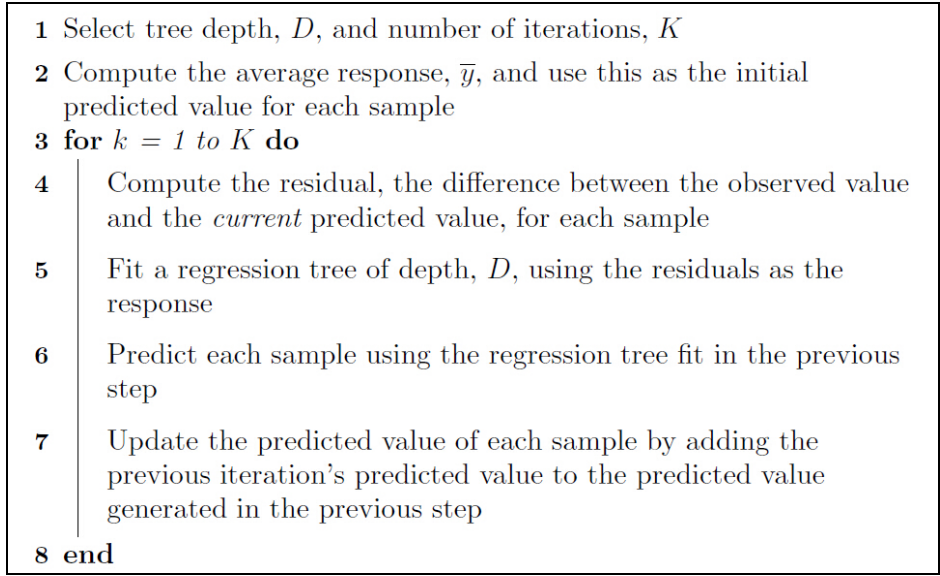 1 Select tree depth, D, and number of iterations, K
2 Compute the average response, y̅, and use this as the initial
predicted value for each sample
3 for k = 1 to K do
4 Compute the residual, the difference between the observed value
and the current predicted value, for each sample
5 Fit a regression tree of depth, D, using the residuals as the
response
6 Predict each sample using the regression tree fit in the previous
step
7 Update the predicted value of each sample by adding the
previous iteration's predicted value to the predicted value
generated in the previous step
8 end